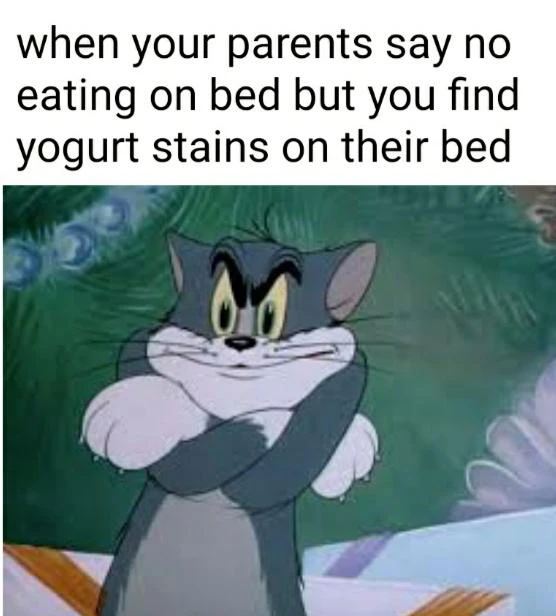 when your parents say no
eating on bed but you find
yogurt stains on their bed